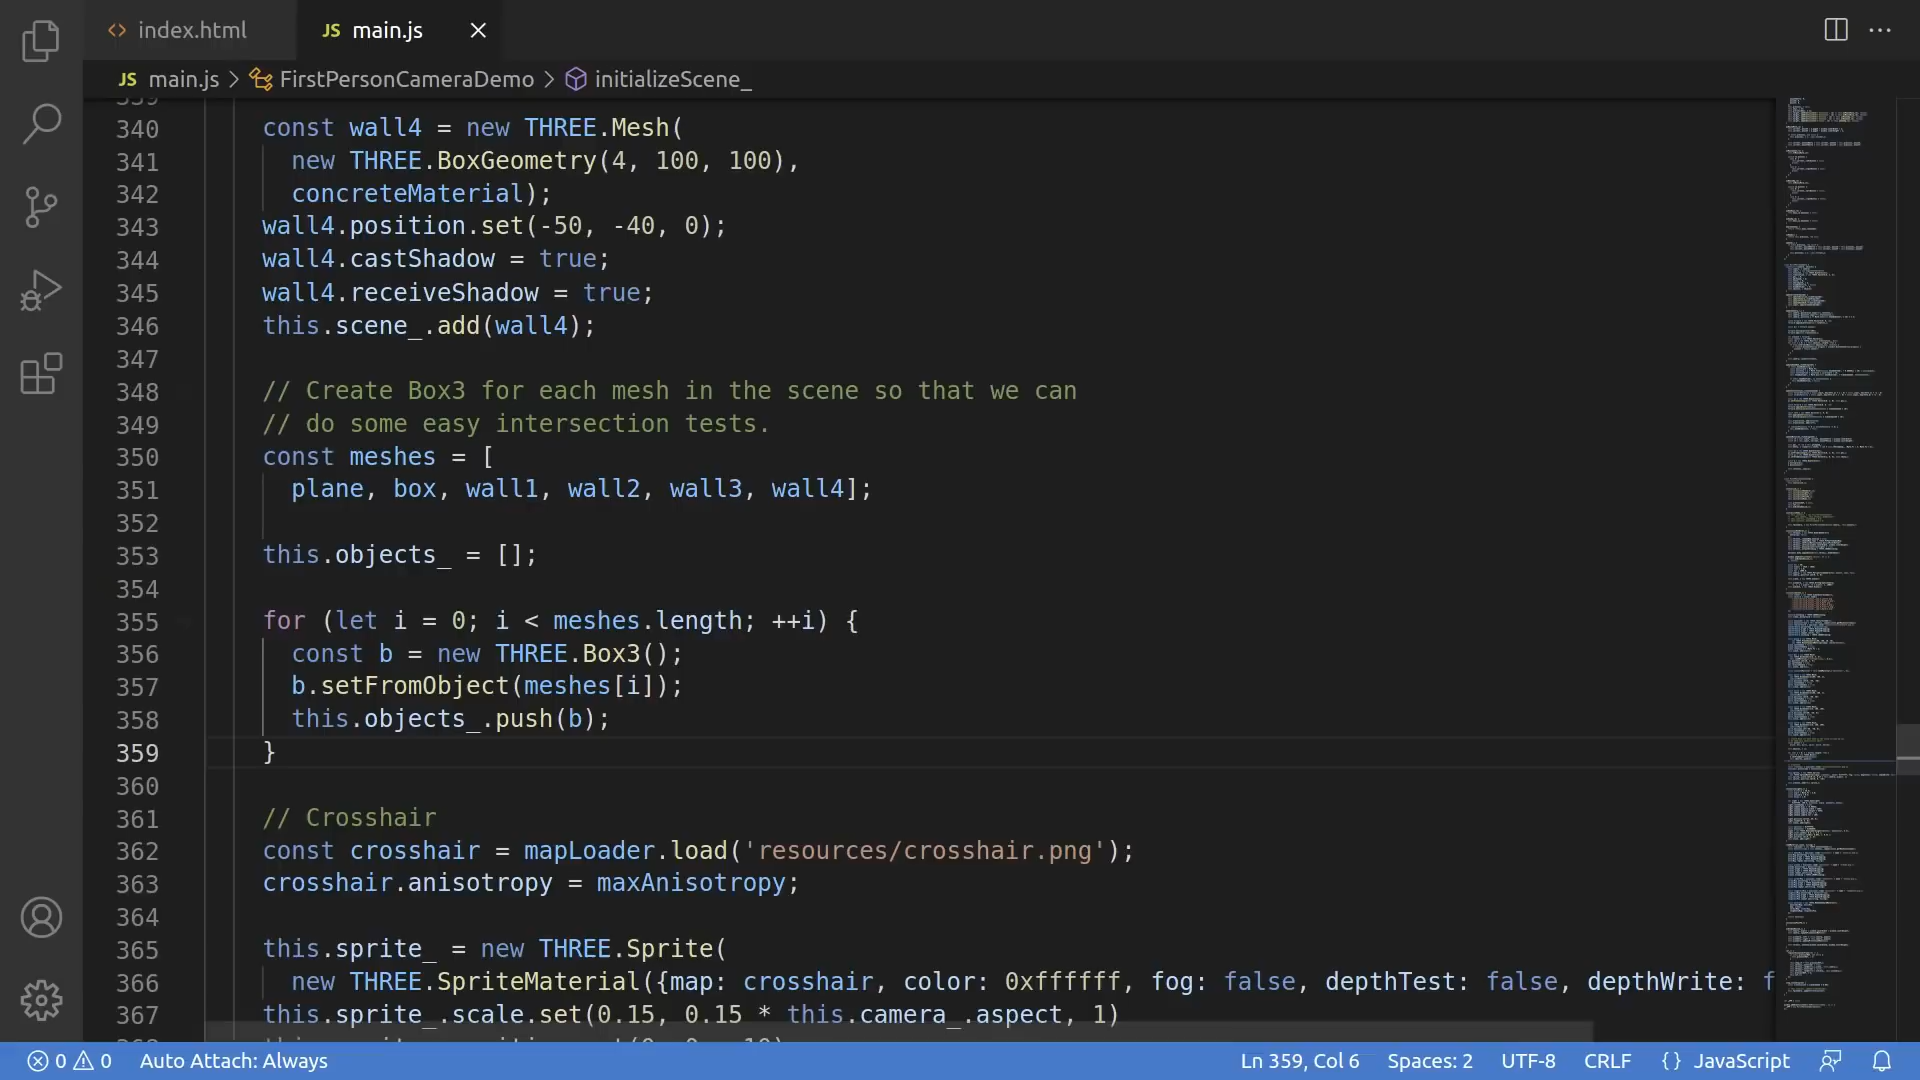 index.html
JS main.js
JS main.js > FirstPersonCameraDemo > initializeScene_
340 const wall4 = new THREE.Mesh(
341 new THREE.BoxGeometry(4, 100, 100),
342 concreteMaterial);
343 wall4.position.set(-50, -40, 0);
344 wall4.castShadow = true;
345 wall4.receiveShadow = true;
346 this.scene_.add(wall4);
347
348 // Create Box3 for each mesh in the scene so that we can
349 // do some easy intersection tests.
350 const meshes = [
351 plane, box, wall1, wall2, wall3, wall4];
352
353 this.objects_ = [];
354
355 for (let i = 0; i < meshes.length; ++i) {
356 const b = new THREE.Box3();
357 b.setFromObject(meshes[i]);
358 this.objects_.push(b);
359 }
360
361 // Crosshair
362 const crosshair = mapLoader.load('resources/crosshair.png');
363 crosshair.anisotropy = maxAnisotropy;
364
365 this.sprite_ = new THREE.Sprite(
366 new THREE.SpriteMaterial({map: crosshair, color: 0xffffff, fog: false, depthTest: false, depthWrite: f
367 this.sprite_.scale.set(0.15, 0.15 * this.camera_.aspect, 1)
0 0 Auto Attach: Always
Ln 359, Col 6 Spaces: 2 UTF-8 CRLF {} JavaScript